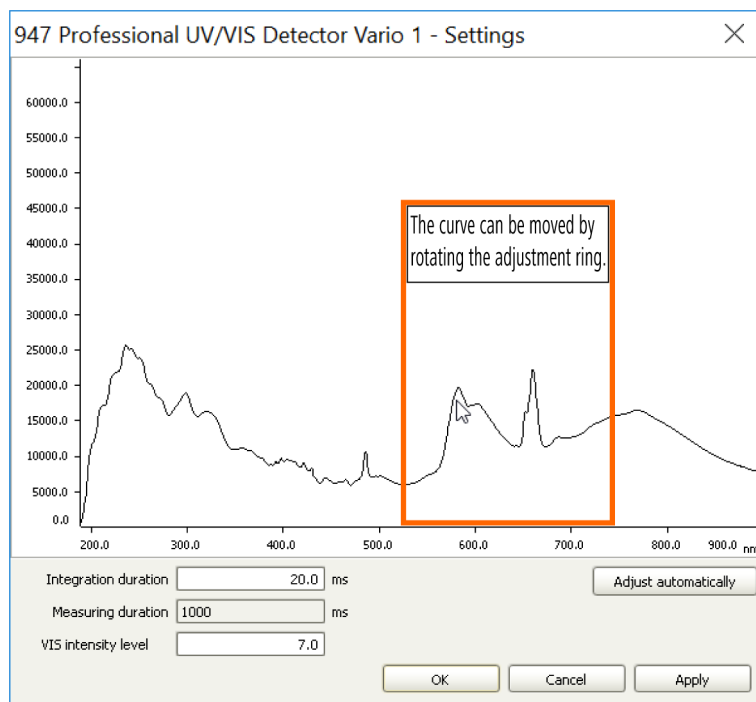 947 Professional UV/VIS Detector Vario 1 - Settings
60000.0
55000.0
50000.0
45000.0
40000.0
35000.0
30000.0
25000.0
20000.0
15000.0
10000.0
5000.0
0.0
The curve can be moved by
rotating the adjustment ring.
200.0 300.0 400.0 500.0 600.0 700.0 800.0 900.0 nm
Integration duration 20.0 ms Adjust automatically
Measuring duration 1000 ms
VIS intensity level 7.0
OK Cancel Apply